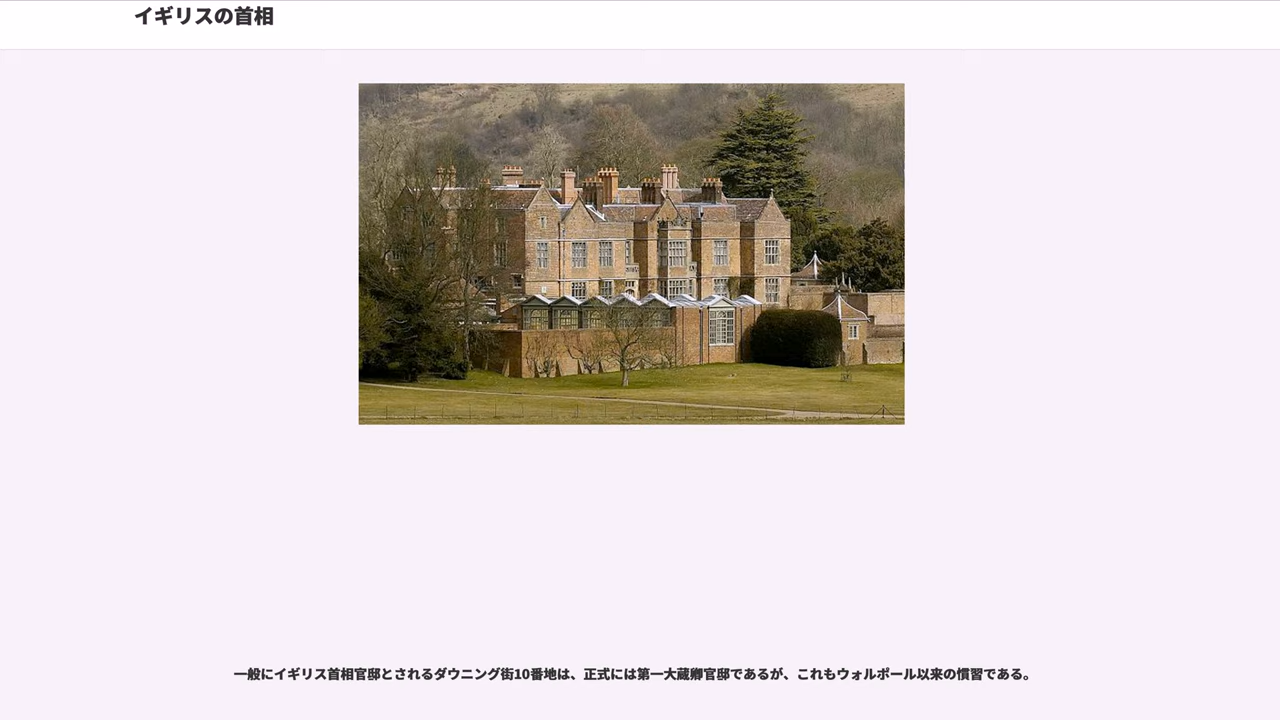 イギリスの首相
一般にイギリス首相官邸とされるダウニング街10番地は、正式には第一大蔵卿官邸であるが、これもウォルポール以来の慣習である。